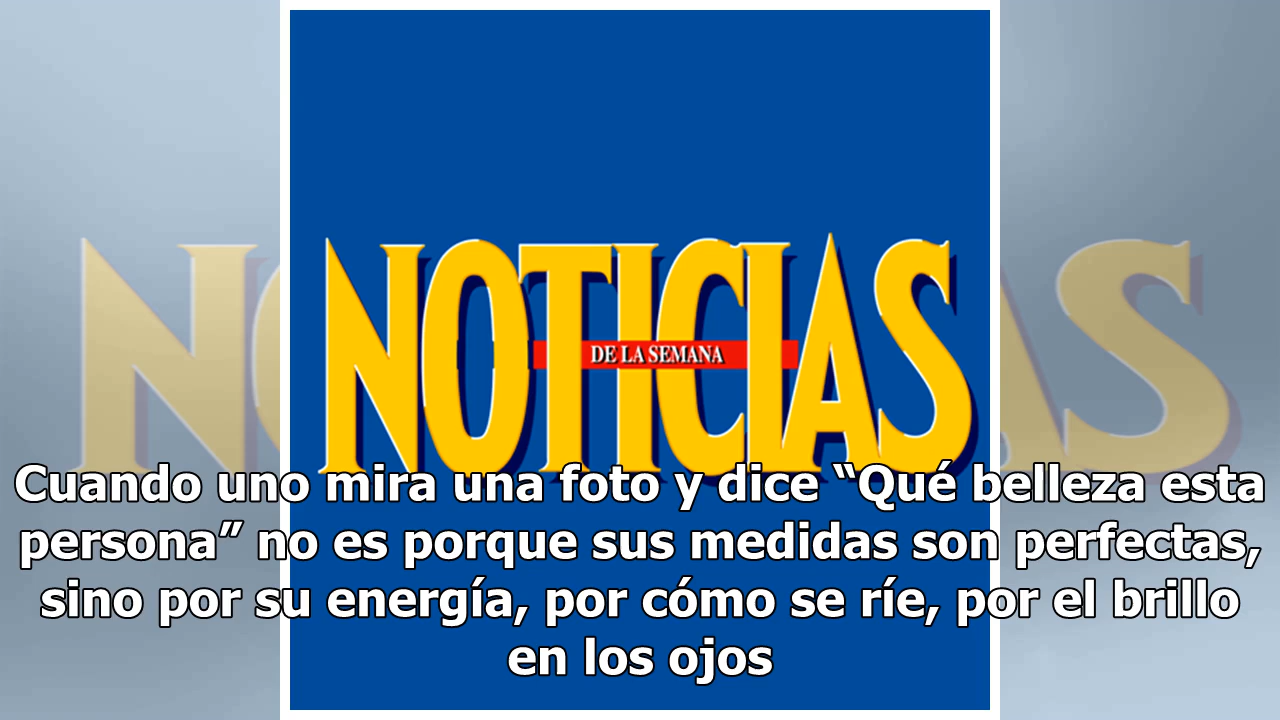 NOTICIAS
DE LA SEMANA
Cuando uno mira una foto y dice “Qué belleza esta
persona” no es porque sus medidas son perfectas,
sino por su energía, por cómo se ríe, por el brillo
en los ojos